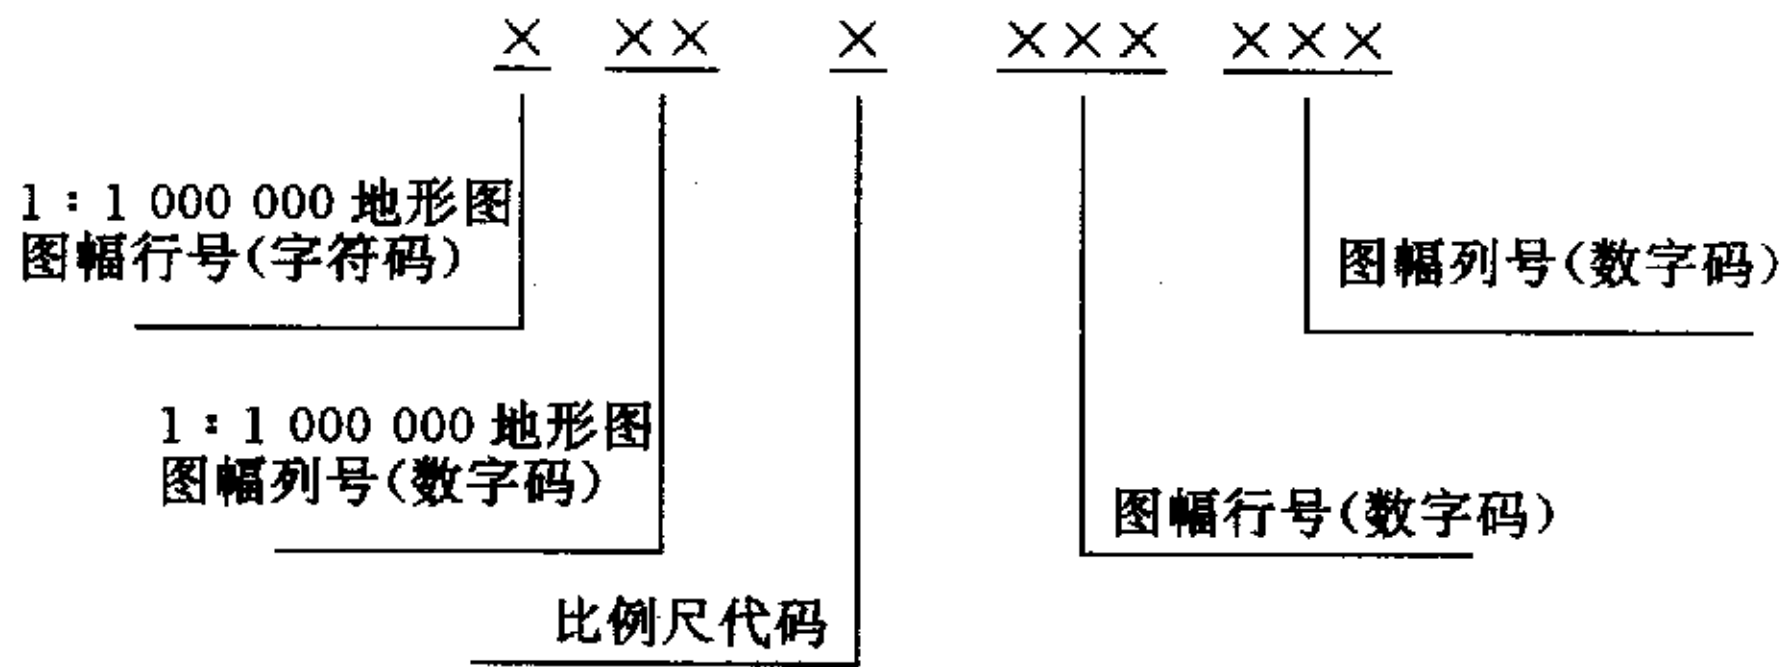 × ×× × ××× ×××
1：1 000 000 地形图
图幅行号(字符码)
图幅列号(数字码)
1：1 000 000 地形图
图幅列号(数字码)
图幅行号(数字码)
比例尺代码